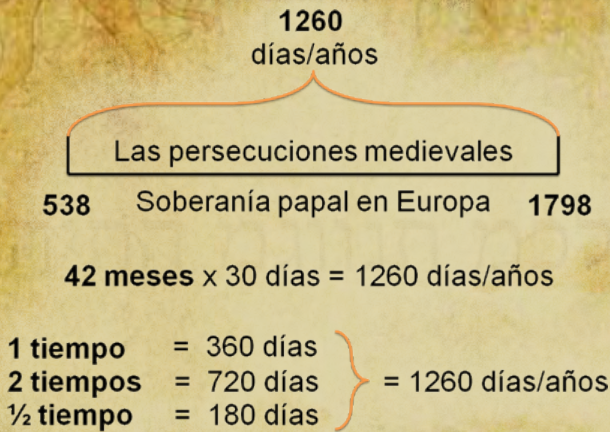 1260
días/años
Las persecuciones medievales
538 Soberanía papal en Europa 1798
42 meses x 30 días = 1260 días/años
1 tiempo = 360 días
2 tiempos = 720 días = 1260 días/años
½ tiempo = 180 días